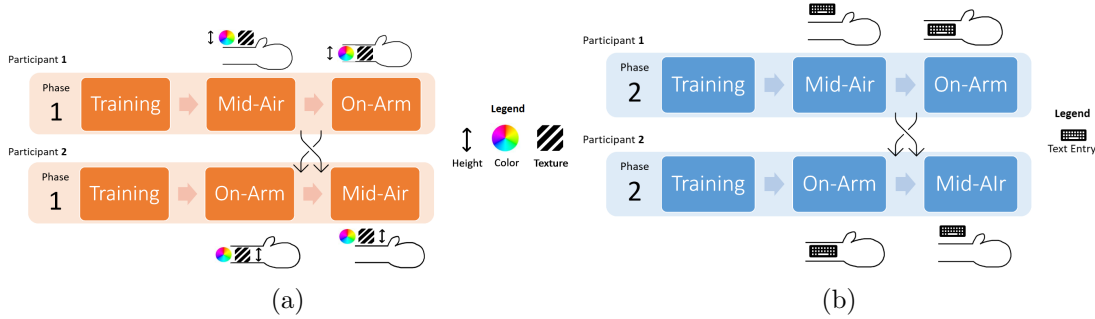 Participant 1
Phase
1
Training
Mid-Air
On-Arm
Participant 2
Phase
1
Training
On-Arm
Mid-Air
Legend
Height
Color
Texture
(a)
Participant 1
Phase
2
Training
Mid-Air
On-Arm
Participant 2
Phase
2
Training
On-Arm
Mid-AIr
Legend
Text Entry
(b)